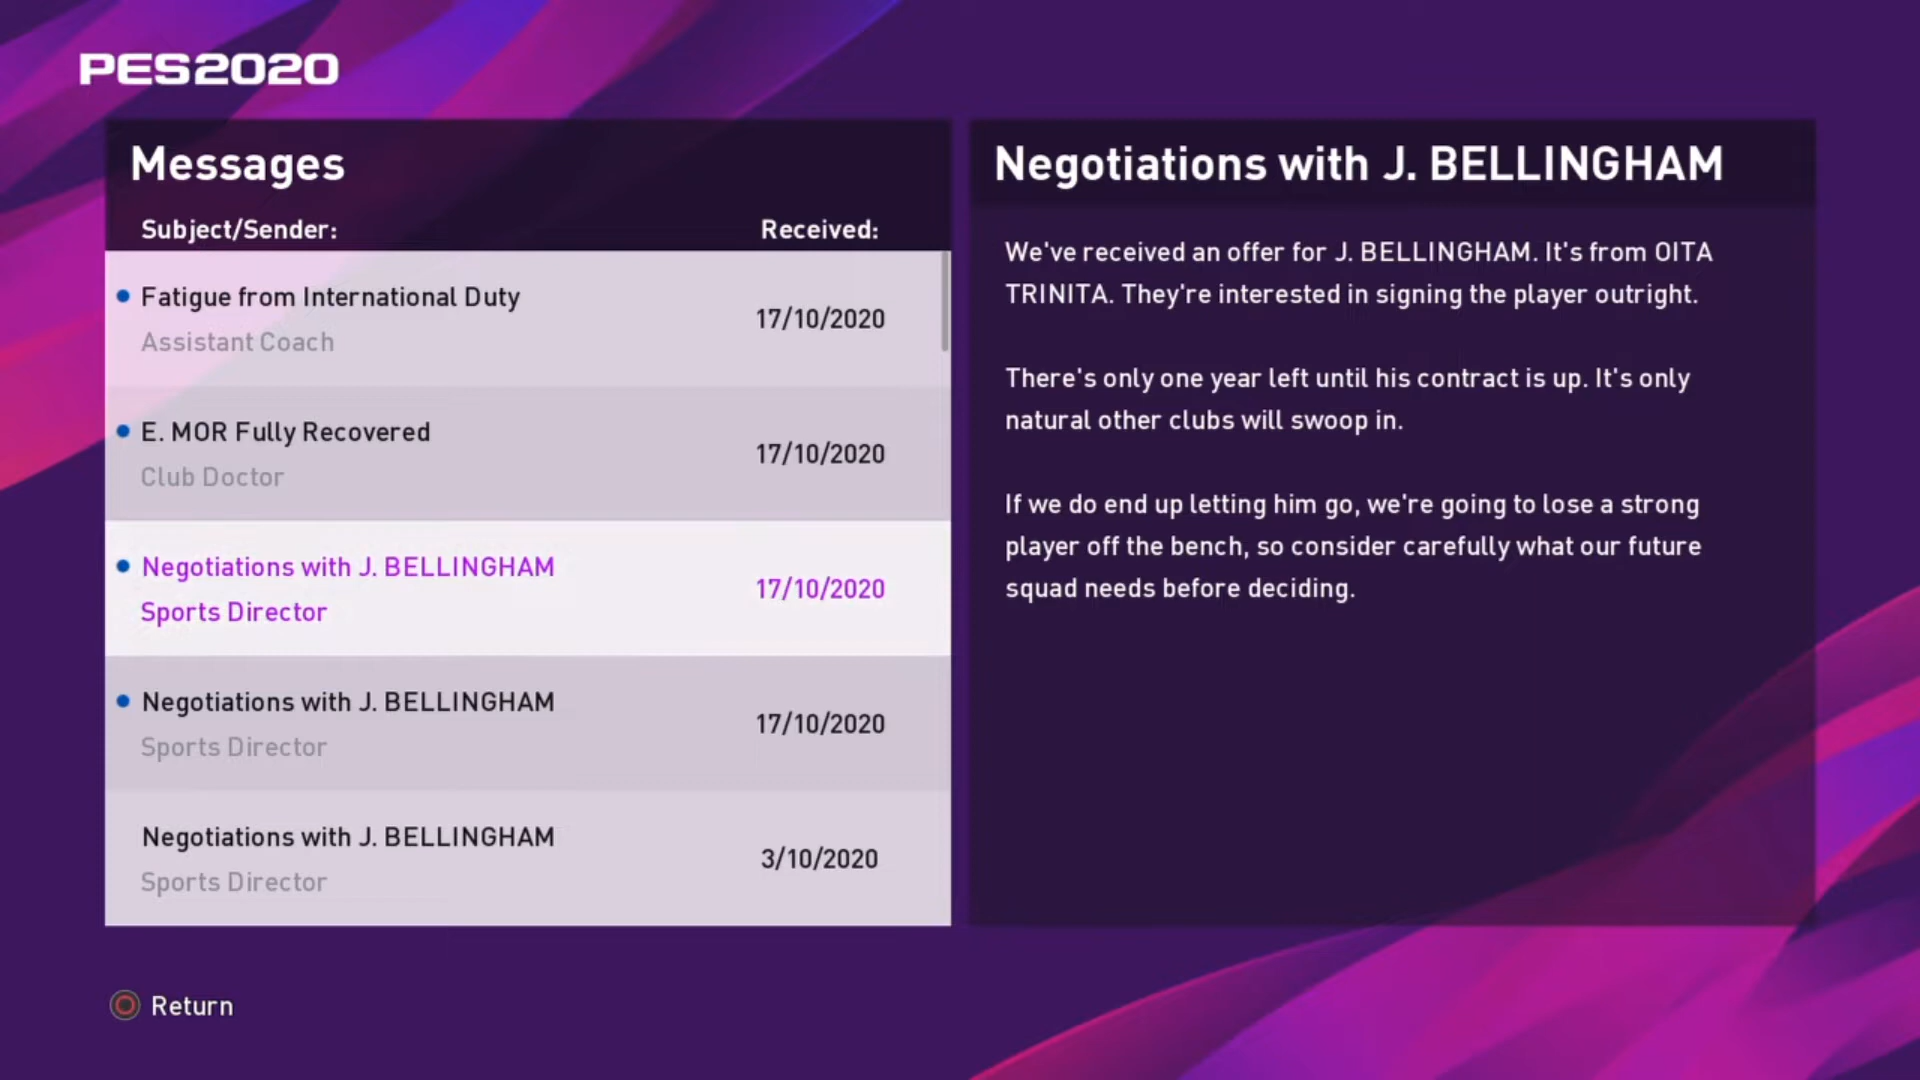 PES2020
Messages
Subject/Sender:
Received:
Fatigue from International Duty
Assistant Coach
17/10/2020
E. MOR Fully Recovered
Club Doctor
17/10/2020
Negotiations with J. BELLINGHAM
Sports Director
17/10/2020
Negotiations with J. BELLINGHAM
Sports Director
17/10/2020
Negotiations with J. BELLINGHAM
Sports Director
3/10/2020
Negotiations with J. BELLINGHAM
We've received an offer for J. BELLINGHAM. It's from OITA
TRINITA. They're interested in signing the player outright.
There's only one year left until his contract is up. It's only
natural other clubs will swoop in.
If we do end up letting him go, we're going to lose a strong
player off the bench, so consider carefully what our future
squad needs before deciding.
Return